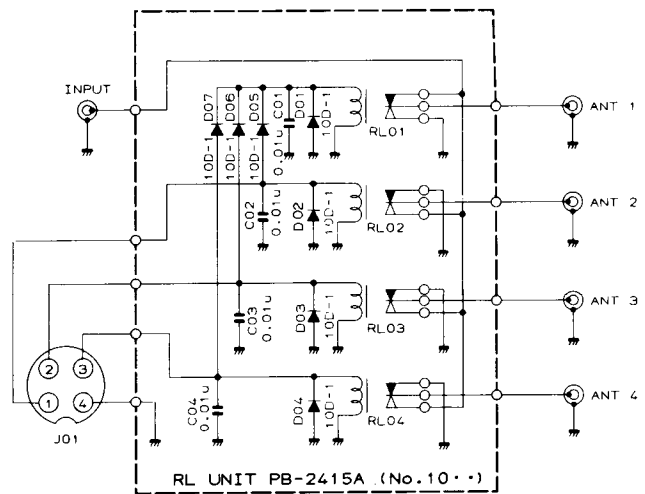 INPUT
D07
D06
D05
C01
D01
10D-1
10D-1
10D-1
0.01u
10D-1
RL01
ANT 1
C02
0.01u
D02
10D-1
RL02
ANT 2
C03
0.01u
D03
10D-1
RL03
ANT 3
2
3
1
4
J01
C04
0.01u
D04
10D-1
RL04
ANT 4
RL UNIT PB-2415A (No.10··)